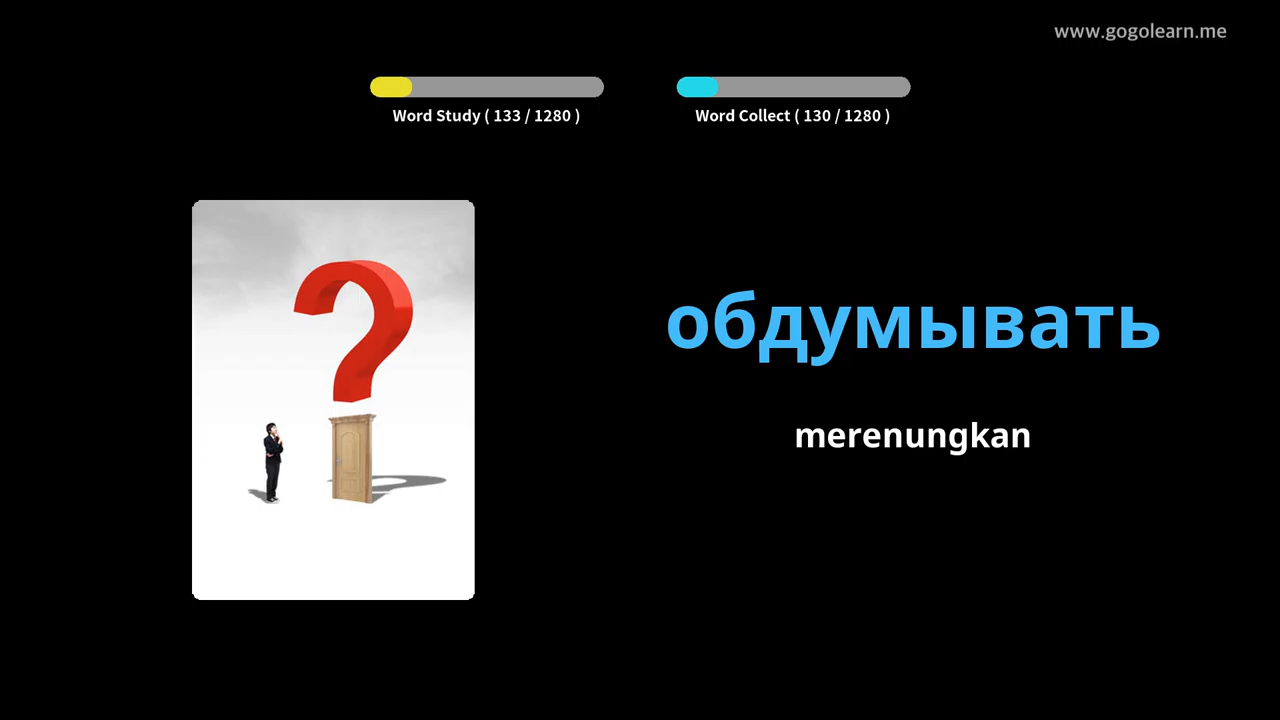 www.gogolearn.me
Word Study ( 133 / 1280 )
Word Collect ( 130 / 1280 )
обдумывать
merenungkan